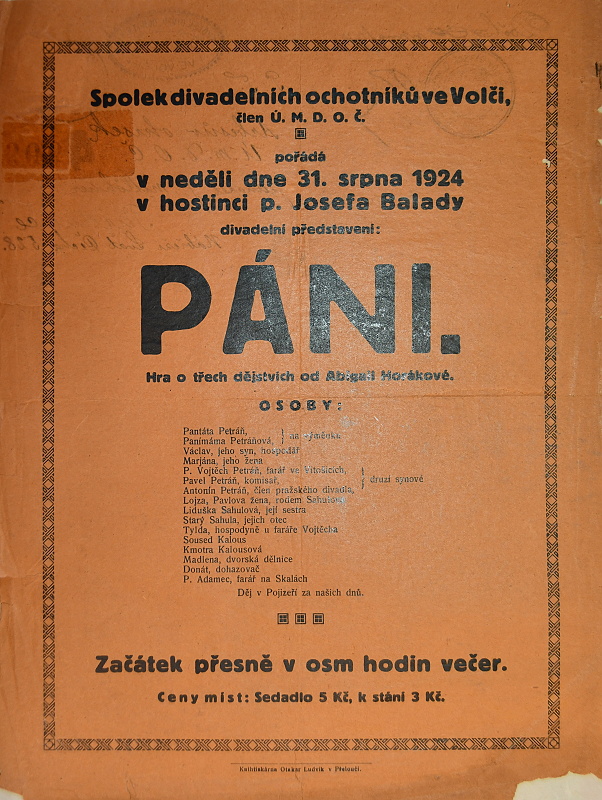 Spolek divadelních ochotníků ve Volči,
člen Ú. M. D. O. Č.
pořádá
v neděli dne 31. srpna 1924
v hostinci p. Josefa Balady
divadelní představení:
PÁNI.
Hra o třech dějstvích od Abigail Horákové.
OSOBY:
Pantáta Petráň,
Panímáma Petráňová, } na výměnku
Václav, jeho syn, hospodář
Marjána, jeho žena
P. Vojtěch Petráň, farář ve Vitošicích,
Pavel Petráň, komisař, } druzí synové
Antonín Petráň, člen pražského divadla,
Lojza, Pavlova žena, rodem Sahulová
Liduška Sahulová, její sestra
Starý Sahula, jejich otec
Tylda, hospodyně u faráře Vojtěcha
Soused Kalous
Kmotra Kalousová
Madlena, dvorská dělnice
Donát, dohazovač
P. Adamec, farář na Skalách
Děj v Pojizeří za našich dnů.
Začátek přesně v osm hodin večer.
Ceny míst: Sedadlo 5 Kč, k stání 3 Kč.
Knihtiskárna Otakar Ludvík v Přelouči.